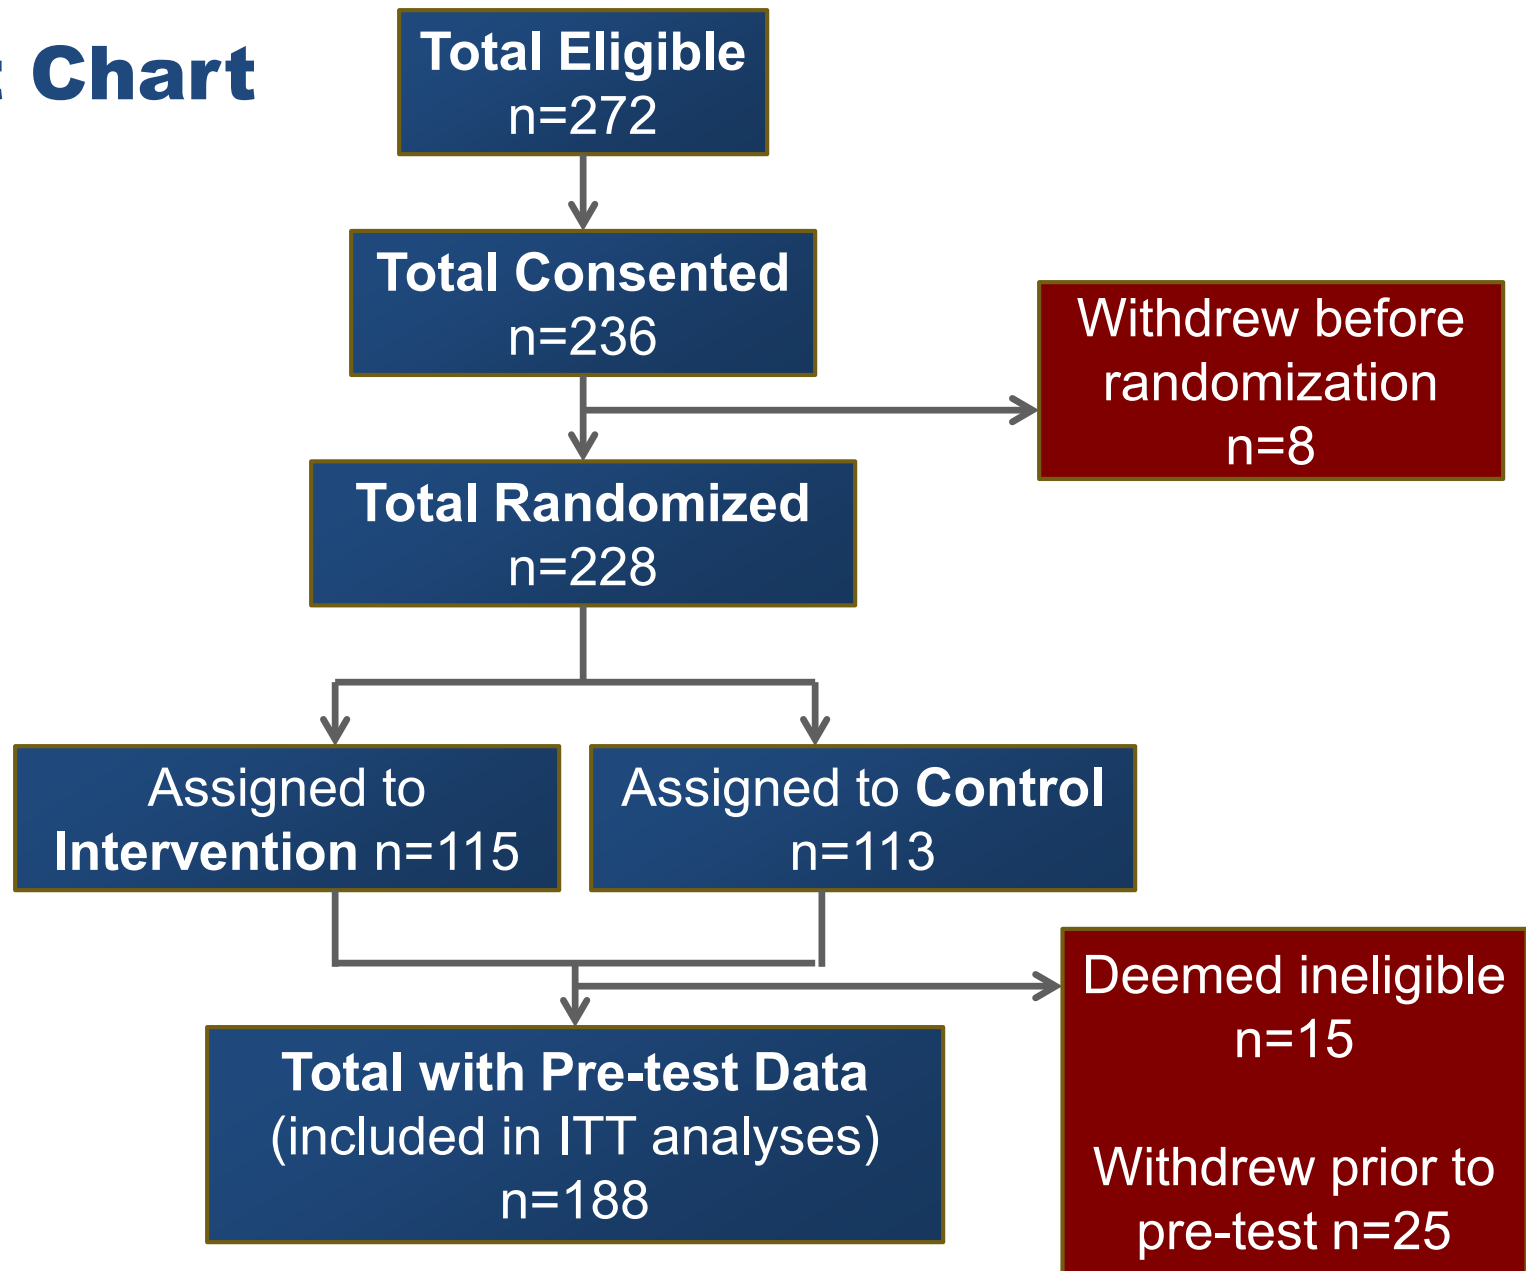 Chart
Total Eligible
n=272
Total Consented
n=236
Withdrew before
randomization
n=8
Total Randomized
n=228
Assigned to
Intervention n=115
Assigned to Control
n=113
Deemed ineligible
n=15
Withdrew prior to
pre-test n=25
Total with Pre-test Data
(included in ITT analyses)
n=188